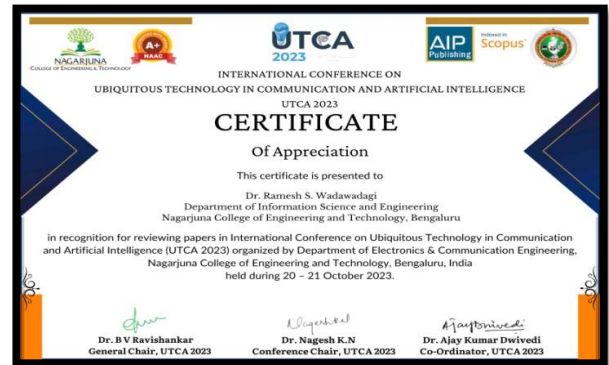 NAGARJUNA
COLLEGE OF ENGINEERING & TECHNOLOGY
A+
NAAC
UTCA
2023
AIP
Publishing
Indexed in
Scopus
INTERNATIONAL CONFERENCE ON
UBIQUITOUS TECHNOLOGY IN COMMUNICATION AND ARTIFICIAL INTELLIGENCE
UTCA 2023
CERTIFICATE
Of Appreciation
This certificate is presented to
Dr. Ramesh S. Wadawadagi
Department of Information Science and Engineering
Nagarjuna College of Engineering and Technology, Bengaluru
in recognition for reviewing papers in International Conference on Ubiquitous Technology in Communication
and Artificial Intelligence (UTCA 2023) organized by Department of Electronics & Communication Engineering,
Nagarjuna College of Engineering and Technology, Bengaluru, India
held during 20 – 21 October 2023.
Dr. B V Ravishankar
General Chair, UTCA 2023
Dr. Nagesh K.N
Conference Chair, UTCA 2023
AjayDwivedi
Dr. Ajay Kumar Dwivedi
Co-Ordinator, UTCA 2023